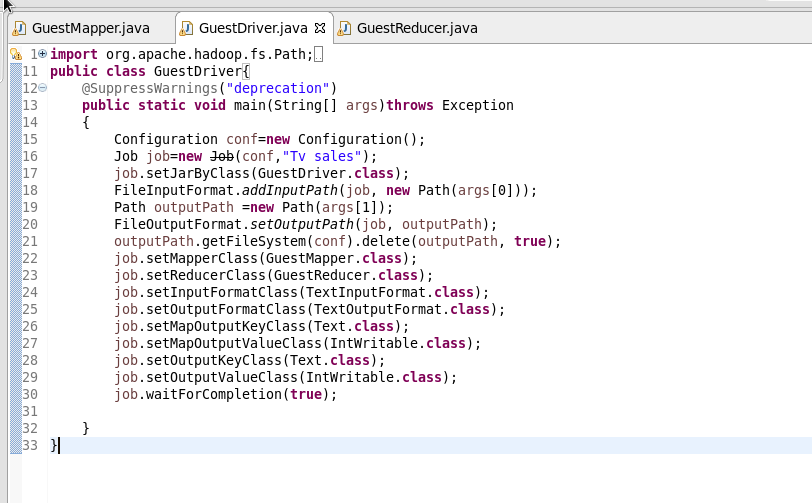 GuestMapper.java GuestDriver.java GuestReducer.java
1 import org.apache.hadoop.fs.Path;
11 public class GuestDriver{
12 @SuppressWarnings("deprecation")
13 public static void main(String[] args)throws Exception
14 {
15 Configuration conf=new Configuration();
16 Job job=new Job(conf,"Tv sales");
17 job.setJarByClass(GuestDriver.class);
18 FileInputFormat.addInputPath(job, new Path(args[0]));
19 Path outputPath =new Path(args[1]);
20 FileOutputFormat.setOutputPath(job, outputPath);
21 outputPath.getFileSystem(conf).delete(outputPath, true);
22 job.setMapperClass(GuestMapper.class);
23 job.setReducerClass(GuestReducer.class);
24 job.setInputFormatClass(TextInputFormat.class);
25 job.setOutputFormatClass(TextOutputFormat.class);
26 job.setMapOutputKeyClass(Text.class);
27 job.setMapOutputValueClass(IntWritable.class);
28 job.setOutputKeyClass(Text.class);
29 job.setOutputValueClass(IntWritable.class);
30 job.waitForCompletion(true);
31
32 }
33 }